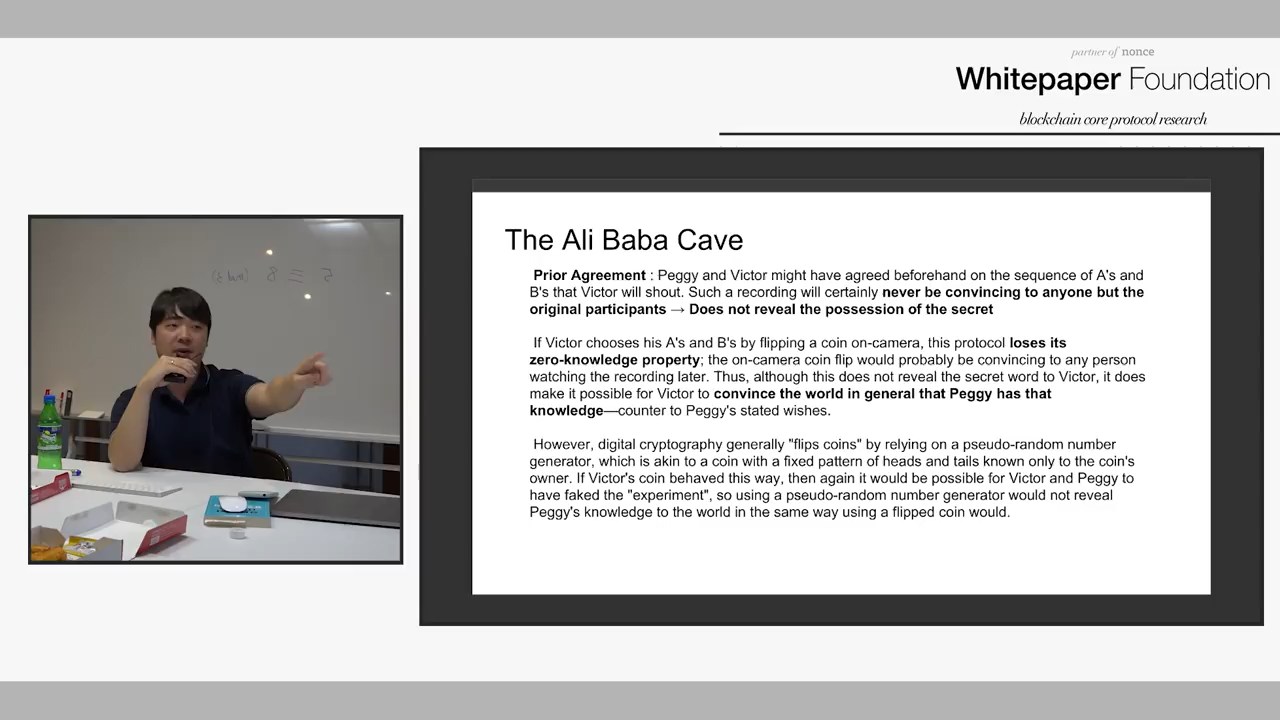 partner of nonce
Whitepaper Foundation
blockchain core protocol research
The Ali Baba Cave
Prior Agreement : Peggy and Victor might have agreed beforehand on the sequence of A's and
B's that Victor will shout. Such a recording will certainly never be convincing to anyone but the
original participants → Does not reveal the possession of the secret
If Victor chooses his A's and B's by flipping a coin on-camera, this protocol loses its
zero-knowledge property; the on-camera coin flip would probably be convincing to any person
watching the recording later. Thus, although this does not reveal the secret word to Victor, it does
make it possible for Victor to convince the world in general that Peggy has that
knowledge—counter to Peggy's stated wishes.
However, digital cryptography generally "flips coins" by relying on a pseudo-random number
generator, which is akin to a coin with a fixed pattern of heads and tails known only to the coin's
owner. If Victor's coin behaved this way, then again it would be possible for Victor and Peggy to
have faked the "experiment", so using a pseudo-random number generator would not reveal
Peggy's knowledge to the world in the same way using a flipped coin would.